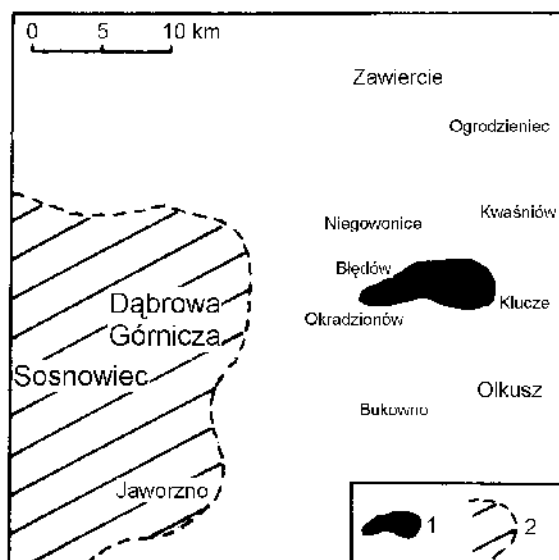 0 5 10 km
Zawiercie
Ogrodzieniec
Kwaśniów
Niegowonice
Błędów
Dąbrowa
Górnicza
Klucze
Okradzionów
Sosnowiec
Olkusz
Bukowno
Jaworzno
1 2